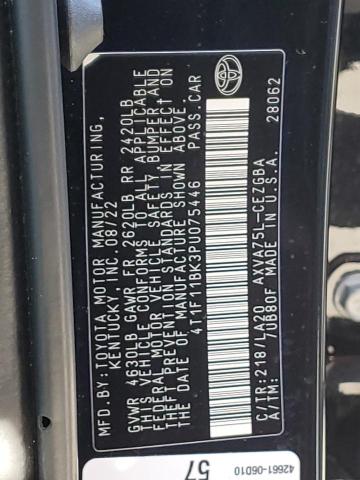 MFD. BY: TOYOTA MOTOR MANUFACTURING,
KENTUCKY, INC. 08/22
GVWR 4630LB GAWR FR 2620LB RR 2420LB
THIS VEHICLE CONFORMS TO ALL APPLICABLE
FEDERAL MOTOR VEHICLE SAFETY, BUMPER, AND
THEFT PREVENTION STANDARDS IN EFFECT ON
THE DATE OF MANUFACTURE SHOWN ABOVE.
4T1F11BK3PU075446 PASS.CAR
C/TR:218/LA20 AXVA75L-CEZGBA
A/TM: 7UB80F MADE IN U.S.A.
28062
42661-06D10
57